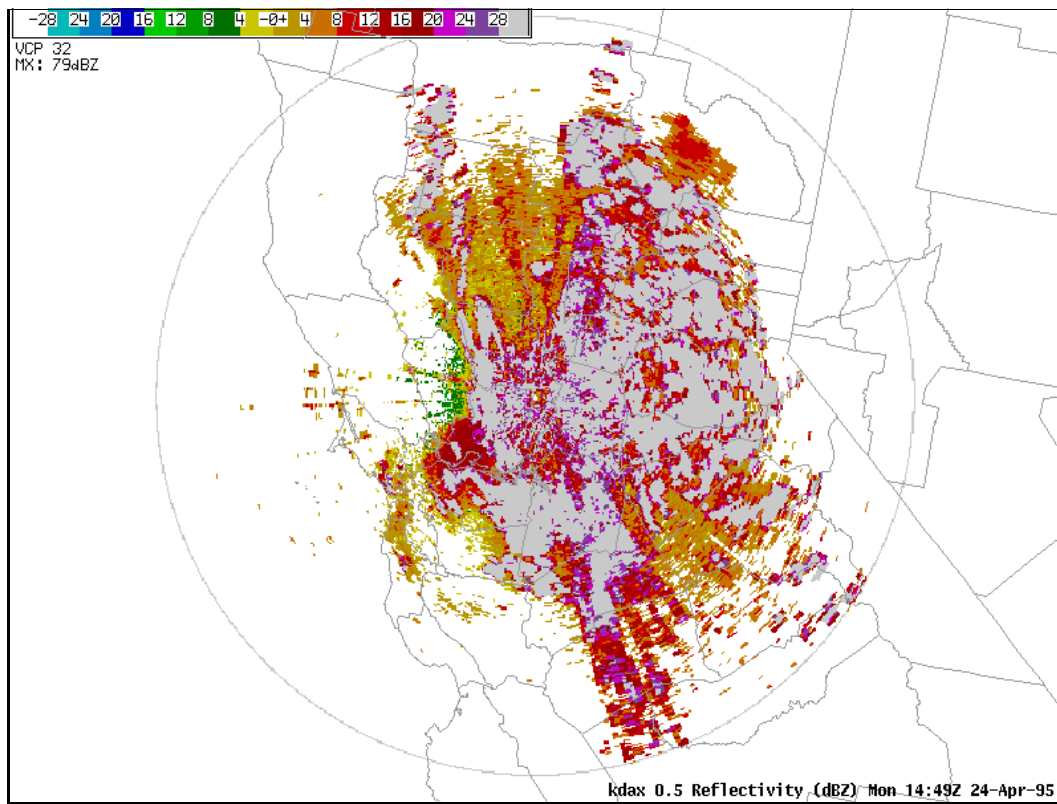 -28 24 20 16 12 8 4 -0+ 4 8 12 16 20 24 28
VCP 32
MX: 79dBZ
kdax 0.5 Reflectivity (dBZ) Mon 14:49Z 24-Apr-95